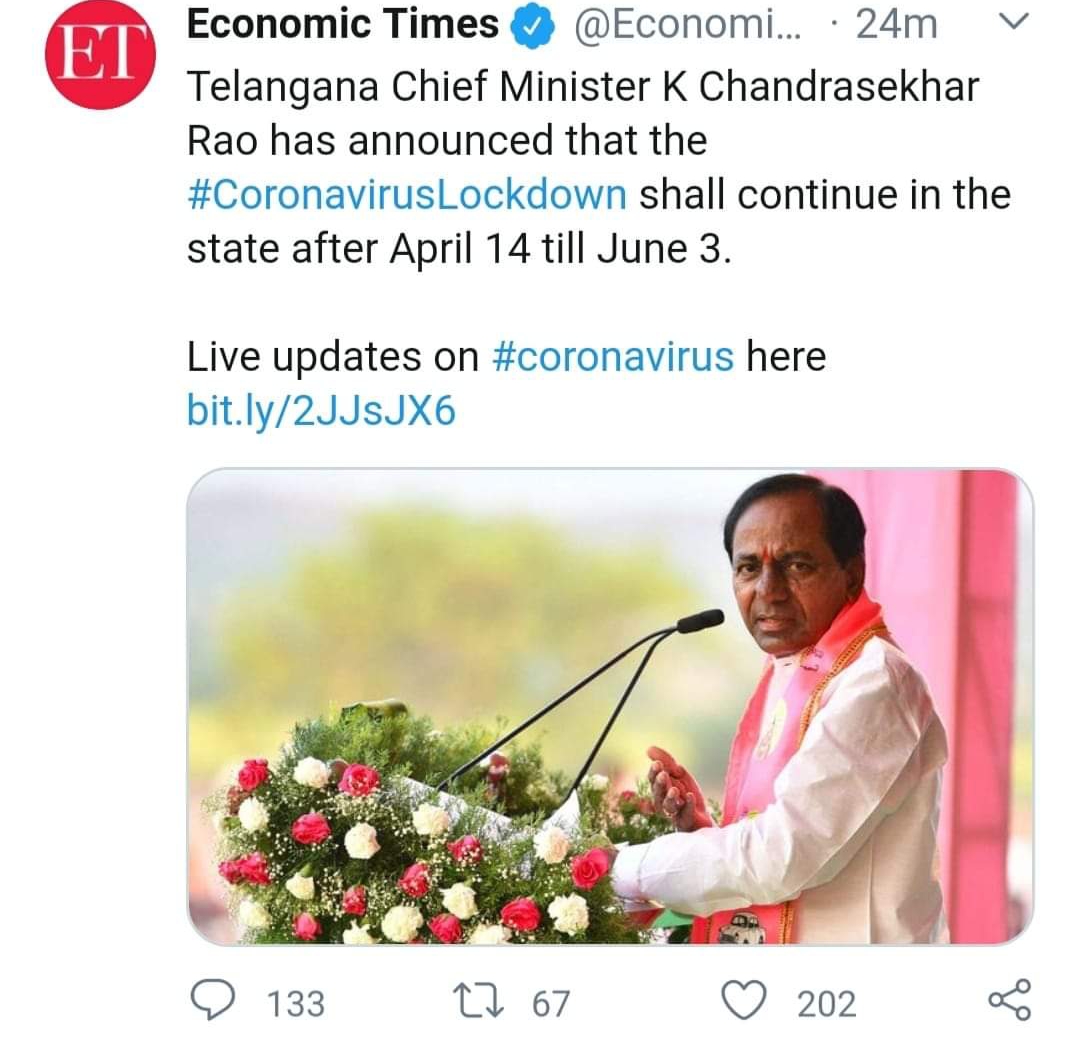 ET
Economic Times @Economi... · 24m
Telangana Chief Minister K Chandrasekhar
Rao has announced that the
#CoronavirusLockdown shall continue in the
state after April 14 till June 3.
Live updates on #coronavirus here
bit.ly/2JJsJX6
133 67 202